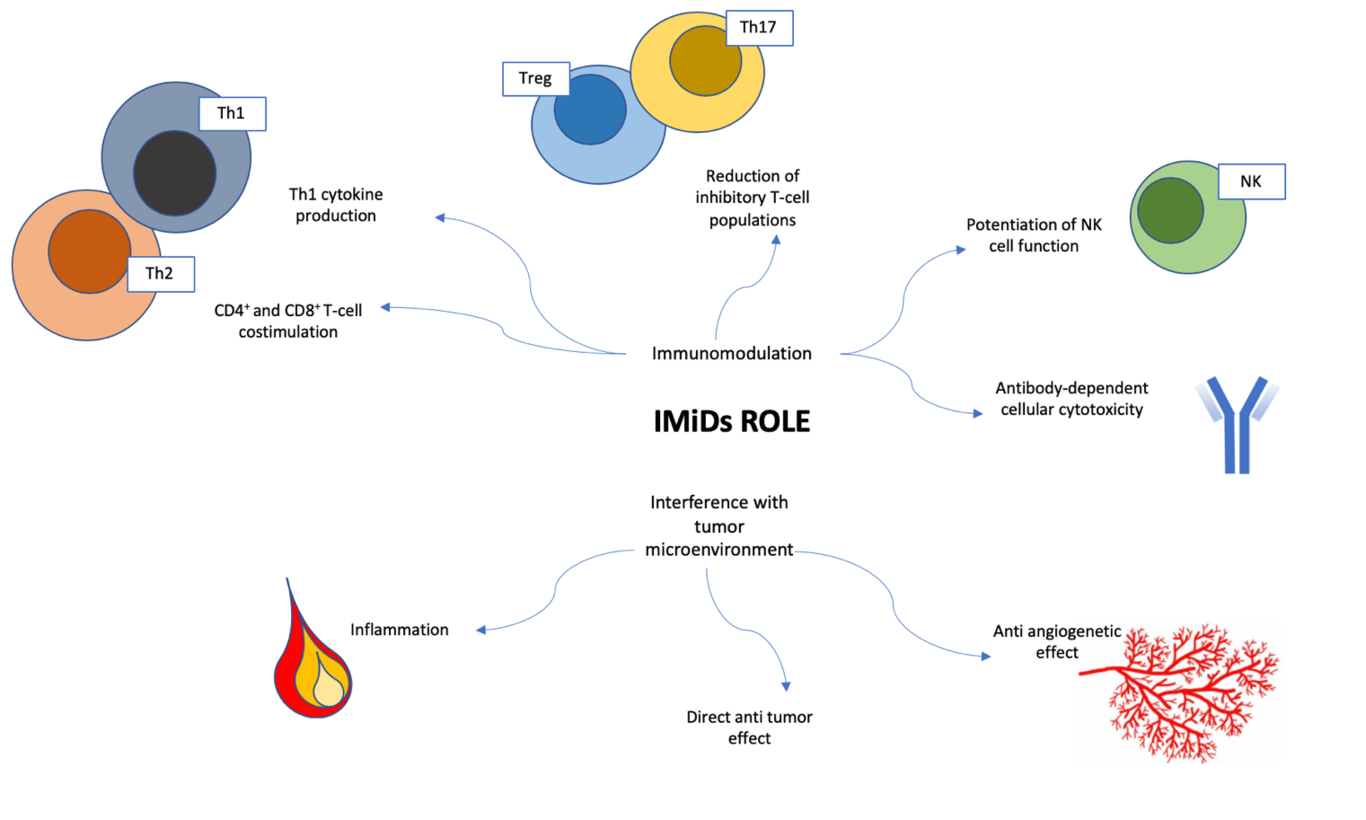 Th17
Treg
Th1
Th2
Th1 cytokine
production
CD4⁺ and CD8⁺ T-cell
costimulation
Reduction of
inhibitory T-cell
populations
NK
Potentiation of NK
cell function
Immunomodulation
Antibody-dependent
cellular cytotoxicity
IMiDs ROLE
Interference with
tumor
microenvironment
Inflammation
Direct anti tumor
effect
Anti angiogenetic
effect